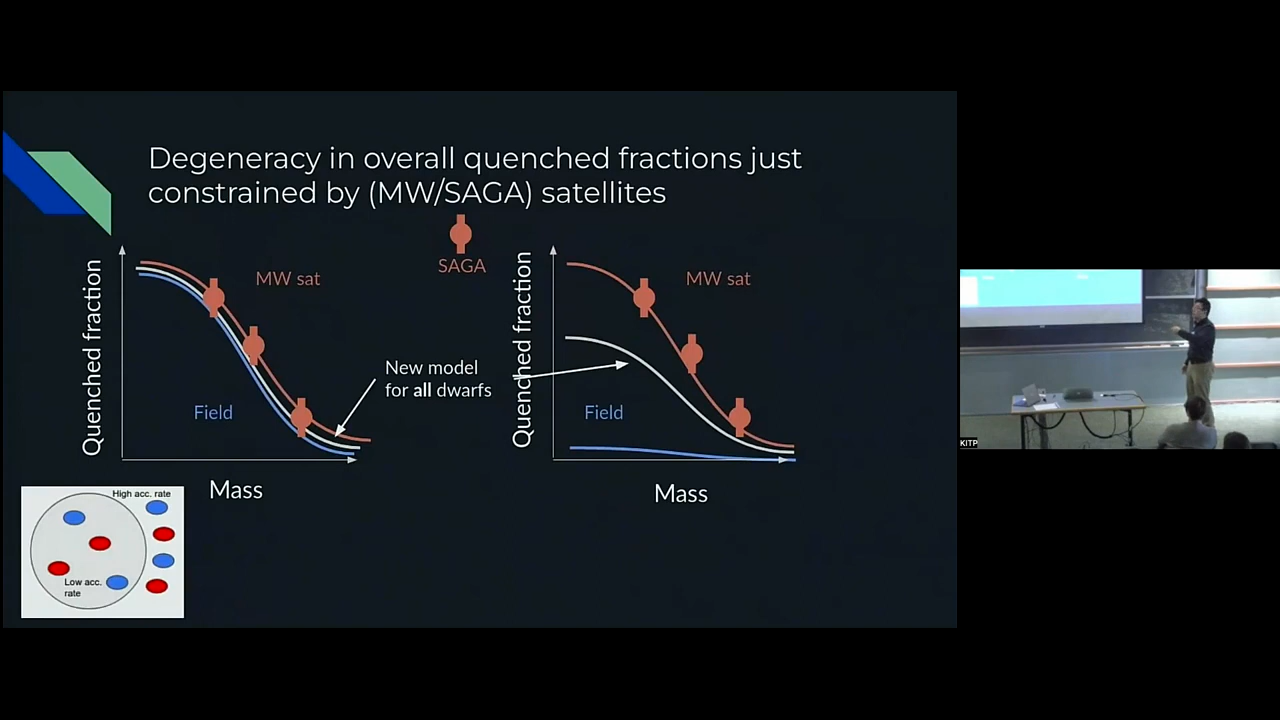 Degeneracy in overall quenched fractions just
constrained by (MW/SAGA) satellites
SAGA
Quenched fraction
MW sat
Field
Mass
New model
for all dwarfs
Quenched fraction
MW sat
Field
Mass
High acc. rate
Low acc.
rate
KITP